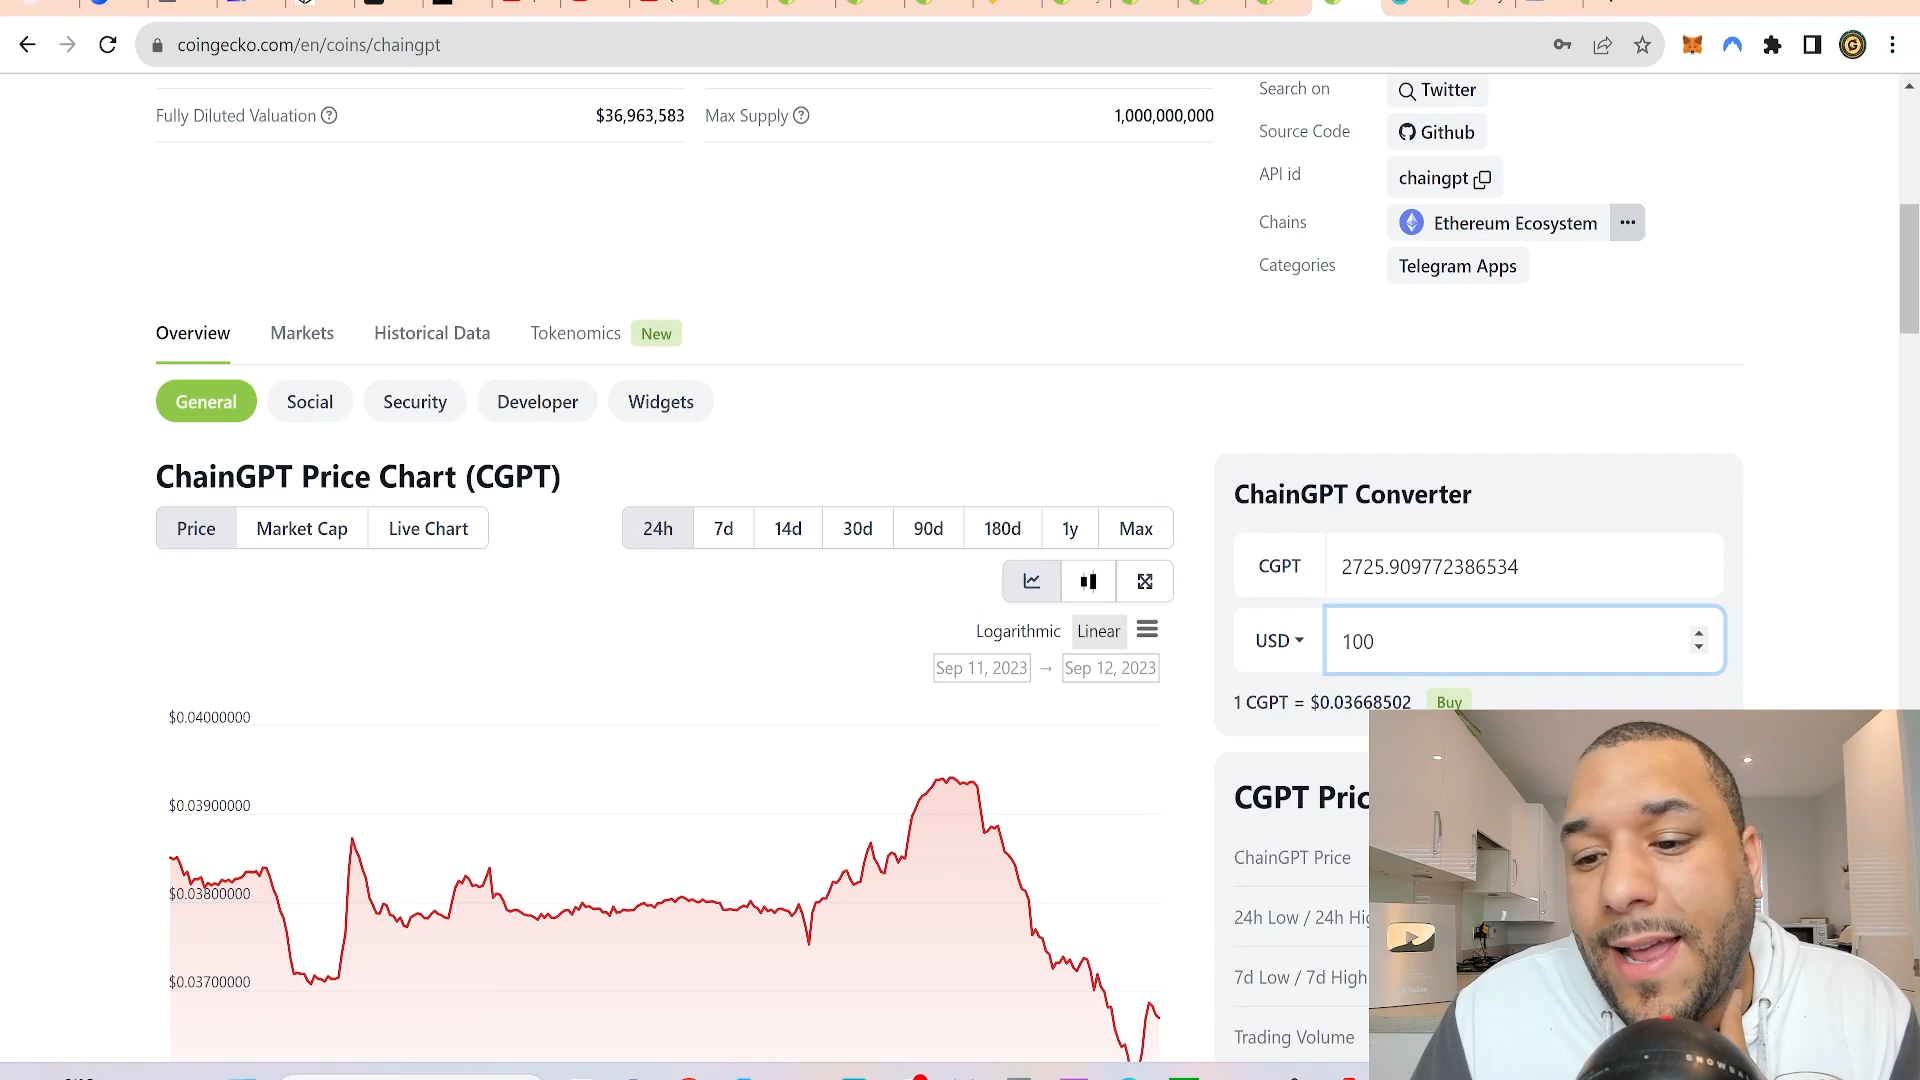 coingecko.com/en/coins/chaingpt
Fully Diluted Valuation $36,963,583 Max Supply 1,000,000,000
Search on Twitter
Source Code Github
API id chaingpt
Chains Ethereum Ecosystem
Categories Telegram Apps
Overview Markets Historical Data Tokenomics New
General Social Security Developer Widgets
ChainGPT Price Chart (CGPT)
Price Market Cap Live Chart 24h 7d 14d 30d 90d 180d 1y Max
Logarithmic Linear
Sep 11, 2023 → Sep 12, 2023
$0.04000000
$0.03900000
$0.03800000
$0.03700000
ChainGPT Converter
CGPT 2725.909772386534
USD 100
1 CGPT = $0.03668502 Buy
CGPT Pric
ChainGPT Price
24h Low / 24h Hig
7d Low / 7d High
Trading Volume
SNOWBA